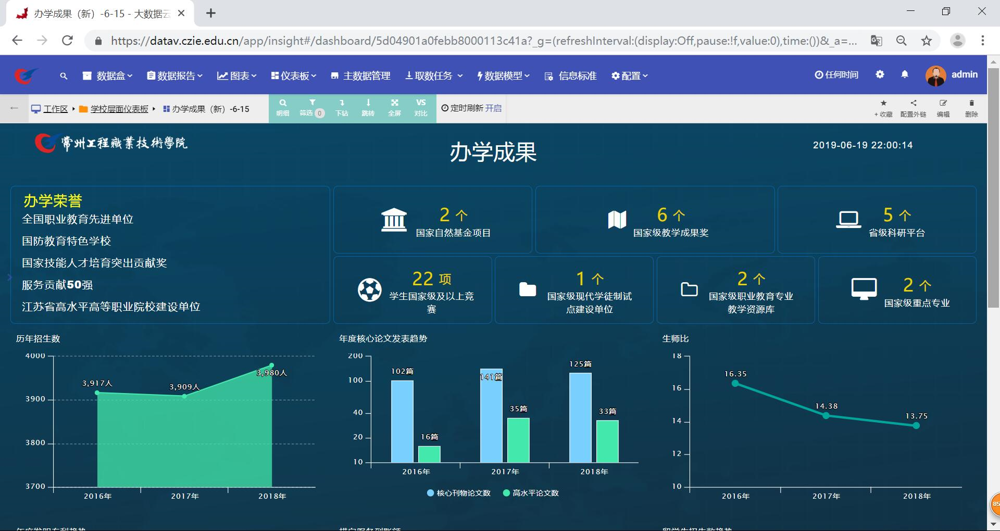 办学成果（新）-6-15 - 大数据云
https://datav.czie.edu.cn/app/insight#/dashboard/5d04901a0febb8000113c41a?_g=(refreshInterval:(display:Off,pause:!f,value:0),time:())&_a=...
数据盒 数据报告 图表 仪表板 主数据管理 取数任务 数据模型 信息标准 配置 任何时间 admin
工作区 学校层面仪表板 办学成果（新）-6-15
明细 筛选 0 下钻 跳转 全屏 VS 对比
定时刷新 开启
+ 收藏 配置外链 编辑 删除
常州工程職業技術學院
办学成果
2019-06-19 22:00:14
办学荣誉
全国职业教育先进单位
国防教育特色学校
国家技能人才培育突出贡献奖
服务贡献50强
江苏省高水平高等职业院校建设单位
2 个
国家自然基金项目
6 个
国家级教学成果奖
5 个
省级科研平台
22 项
学生国家级及以上竞
赛
1 个
国家级现代学徒制试
点建设单位
2 个
国家级职业教育专业
教学资源库
2 个
国家级重点专业
历年招生数
4000
3900
3800
3700
3,917人
3,909人
3,980人
2016年 2017年 2018年
年度核心论文发表趋势
200
100
40
20
10
102篇
16篇
141篇
35篇
125篇
33篇
2016年 2017年 2018年
核心刊物论文数 高水平论文数
生师比
18
16
14
12
10
16.35
14.38
13.75
2016年 2017年 2018年
85